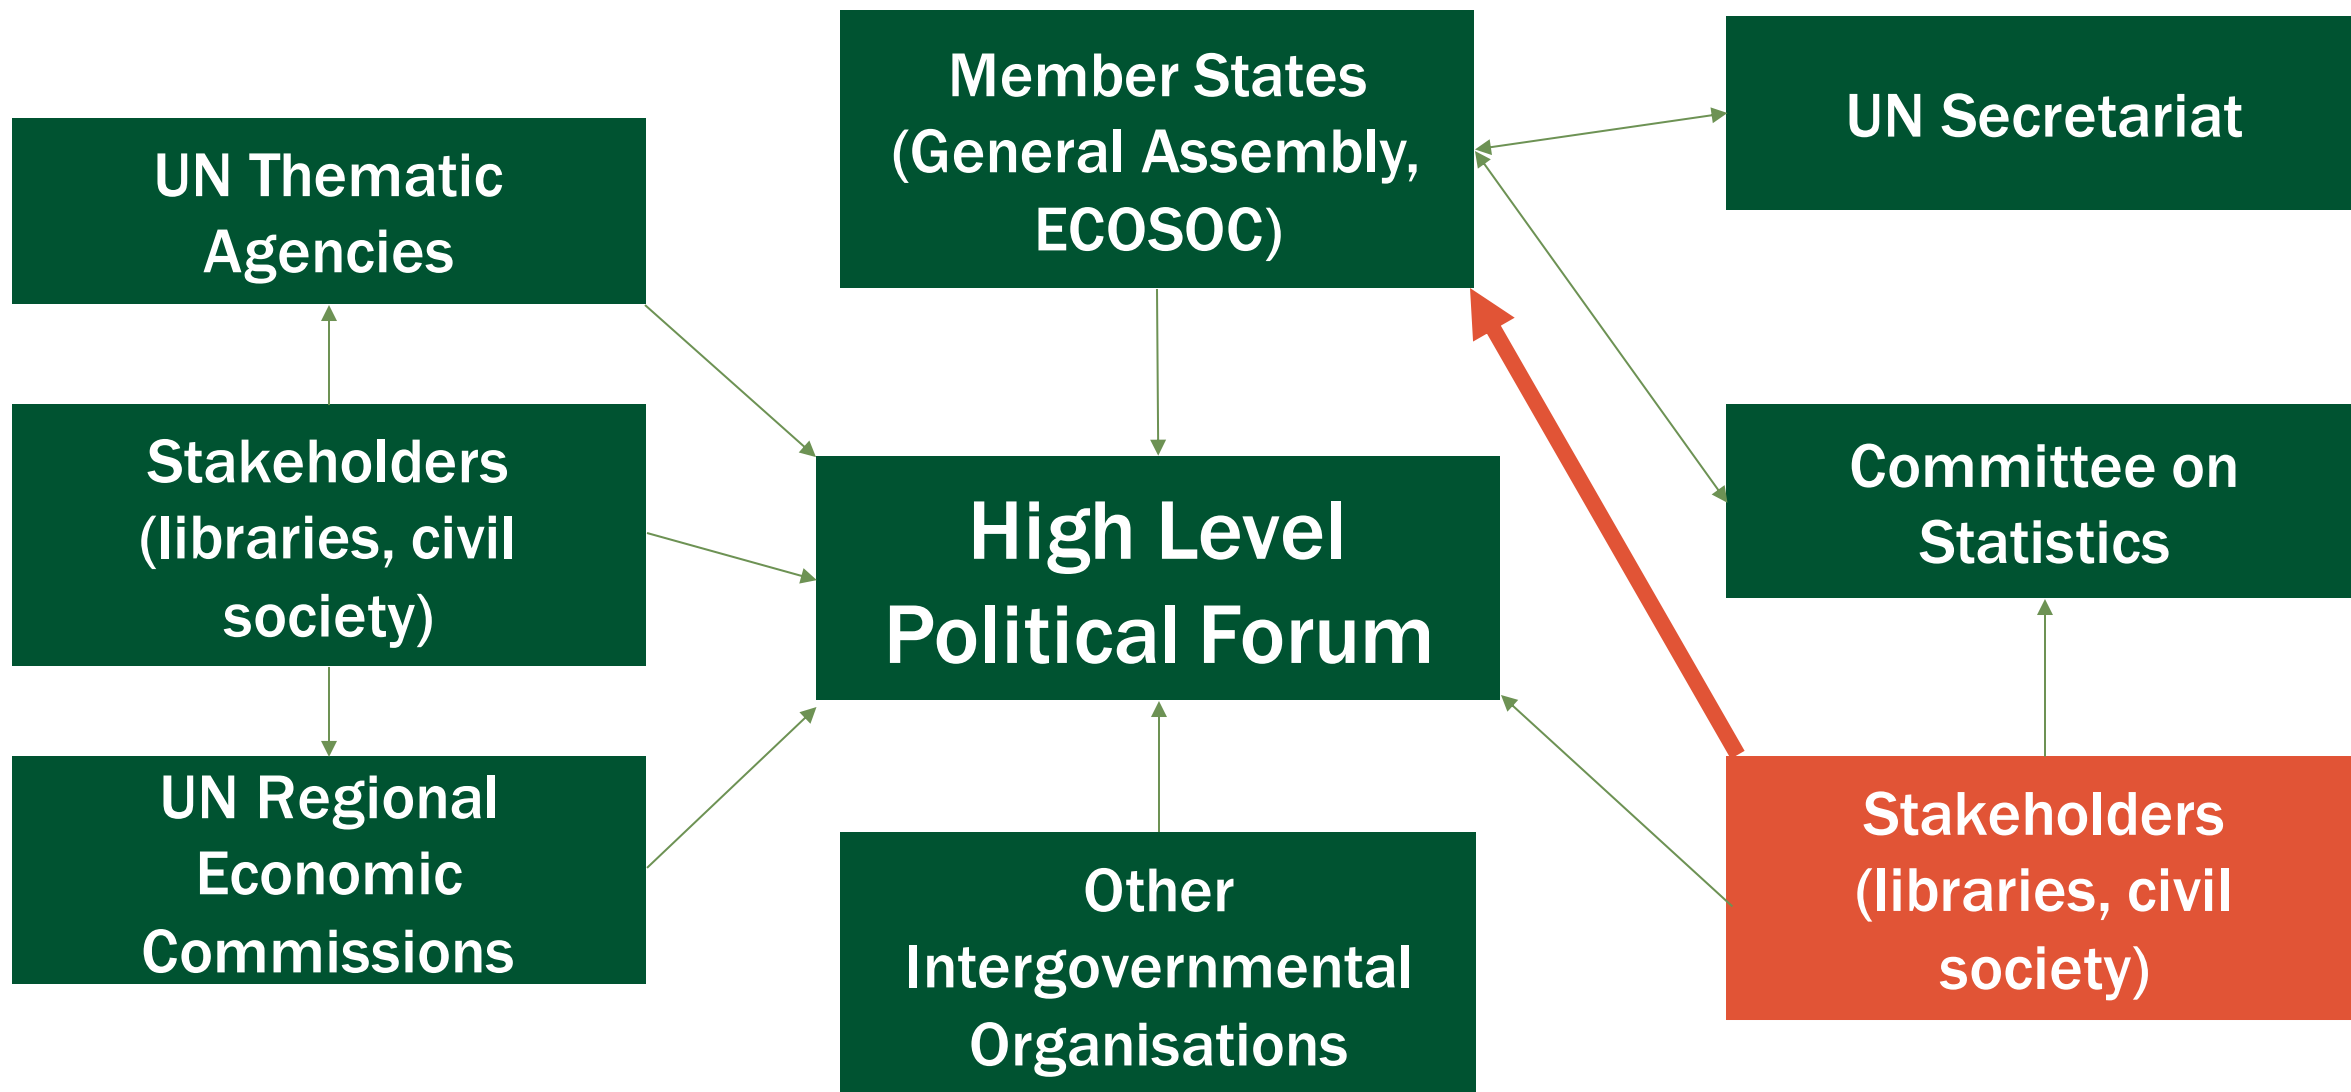 Member States
(General Assembly,
ECOSOC)
UN Secretariat
UN Thematic
Agencies
Stakeholders
(libraries, civil
society)
High Level
Political Forum
Committee on
Statistics
UN Regional
Economic
Commissions
Other
Intergovernmental
Organisations
Stakeholders
(libraries, civil
society)